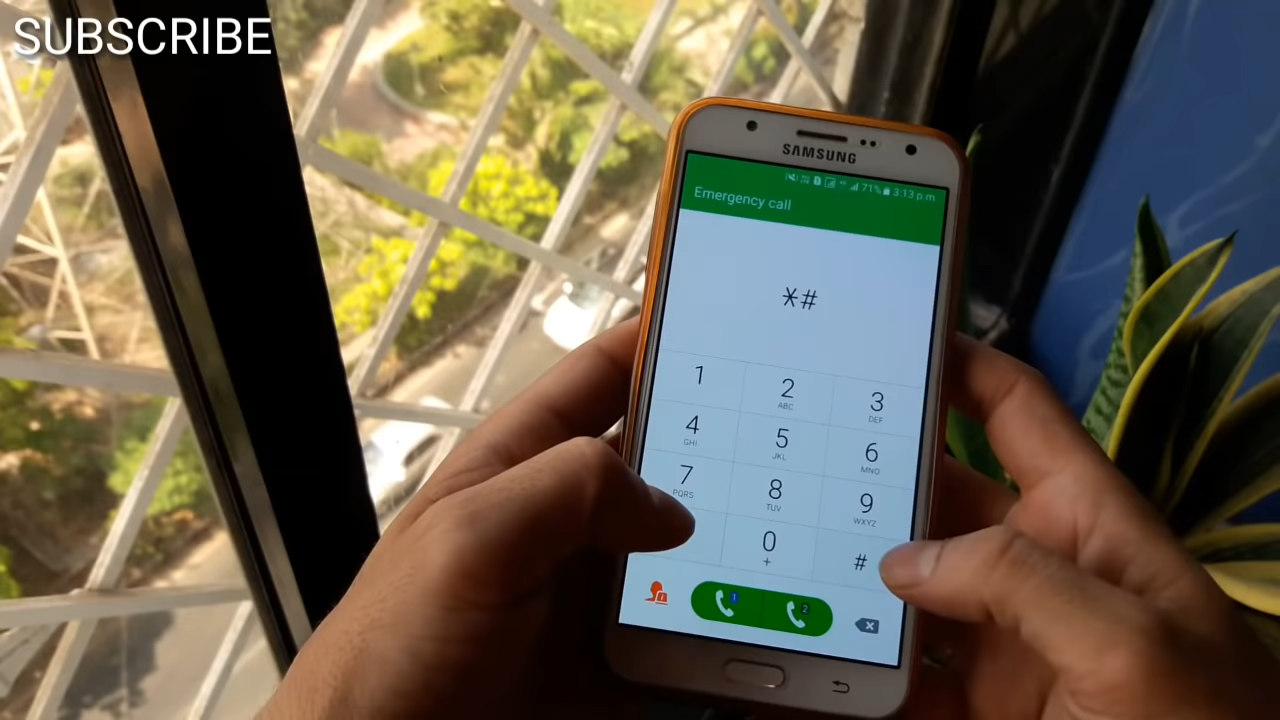 SUBSCRIBE
SAMSUNG
71% 3:13 p.m.
Emergency call
*#
1
2 ABC
3 DEF
4 GHI
5 JKL
6 MNO
7 PQRS
8 TUV
9 WXYZ
0 +
#
1
2